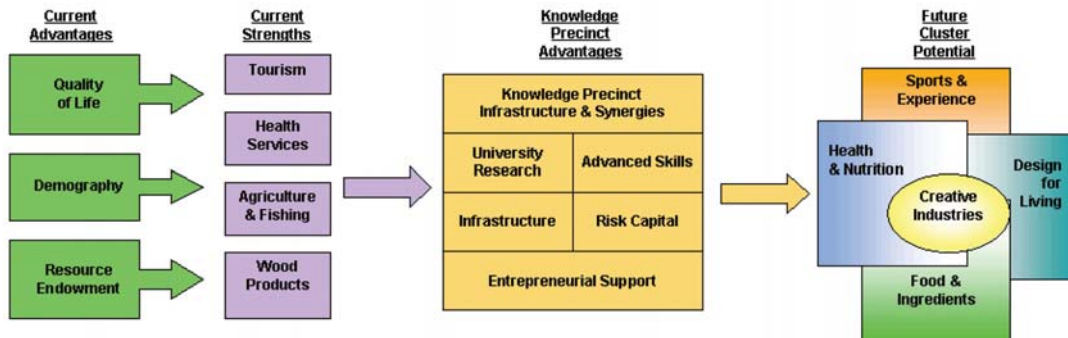 Current
Advantages
Quality
of Life
Demography
Resource
Endowment
Current
Strengths
Tourism
Health
Services
Agriculture
& Fishing
Wood
Products
Knowledge
Precinct
Advantages
Knowledge Precinct
Infrastructure & Synergies
University
Research
Advanced Skills
Infrastructure
Risk Capital
Entrepreneurial Support
Future
Cluster
Potential
Sports &
Experience
Health
& Nutrition
Design
for
Living
Creative
Industries
Food &
Ingredients